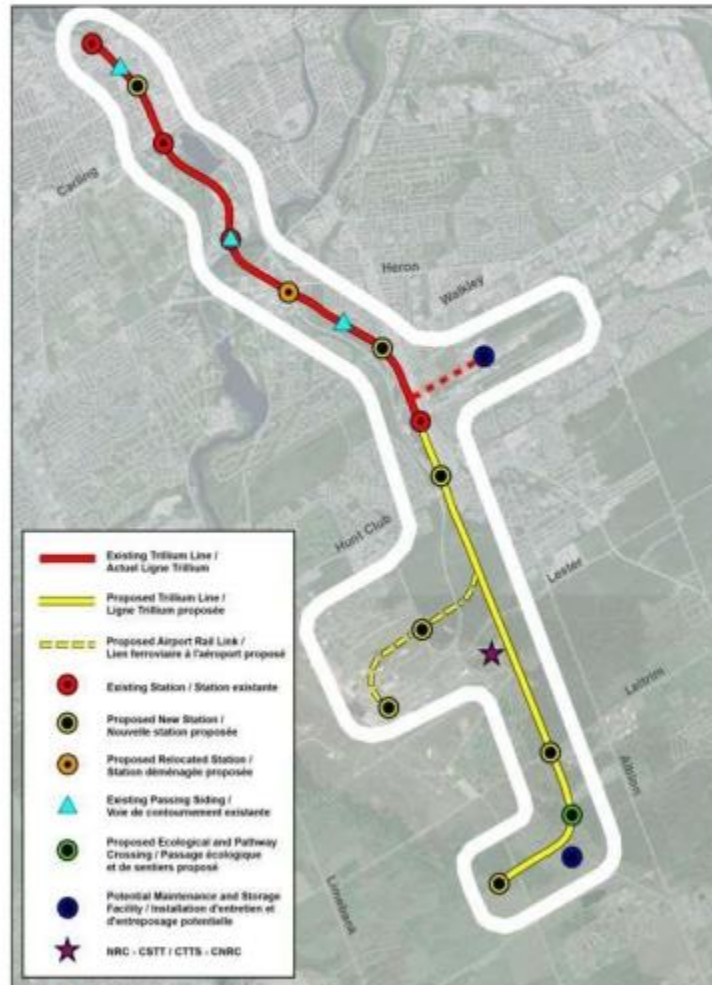 Carling
Heron
Walkley
Hunt Club
Lester
Leitrim
Albion
Limebank
Existing Trillium Line /
Actuel Ligne Trillium
Proposed Trillium Line /
Ligne Trillium proposée
Proposed Airport Rail Link /
Lien ferroviaire à l'aéroport proposé
Existing Station / Station existante
Proposed New Station /
Nouvelle station proposée
Proposed Relocated Station /
Station déménagée proposée
Existing Passing Siding /
Voie de contournement existante
Proposed Ecological and Pathway
Crossing / Passage écologique
et de sentiers proposé
Potential Maintenance and Storage
Facility / Installation d'entretien et
d'entreposage potentielle
NRC - CSTT / CTTS - CNRC